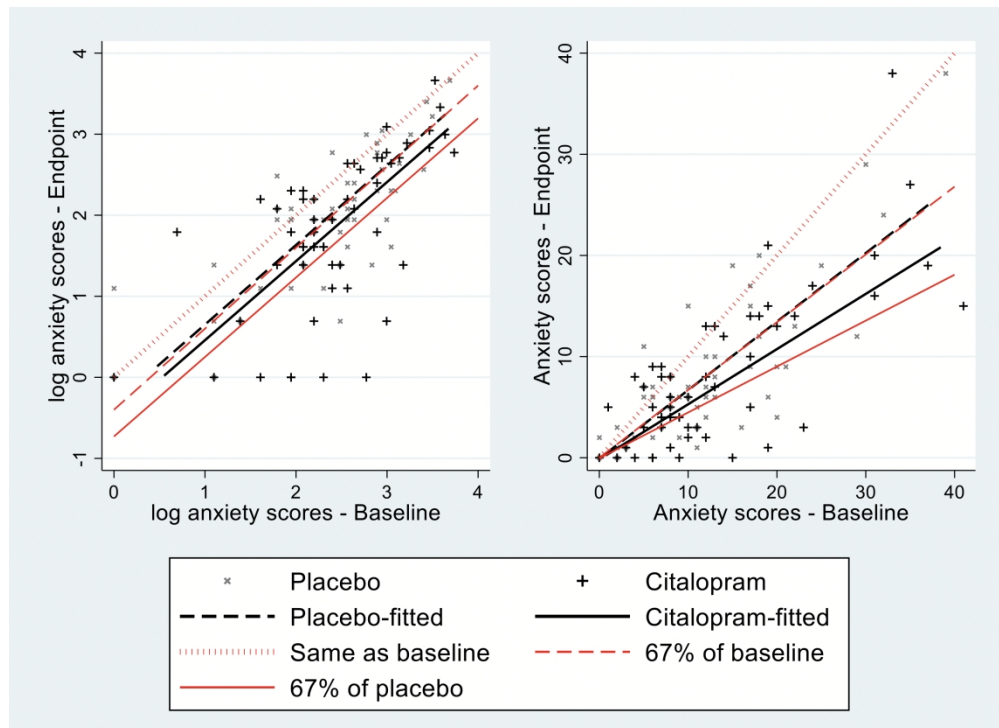 4
3
2
1
0
-1
log anxiety scores - Endpoint
0 1 2 3 4
log anxiety scores - Baseline
40
30
20
10
0
Anxiety scores - Endpoint
0 10 20 30 40
Anxiety scores - Baseline
Placebo Citalopram
Placebo-fitted Citalopram-fitted
Same as baseline 67% of baseline
67% of placebo